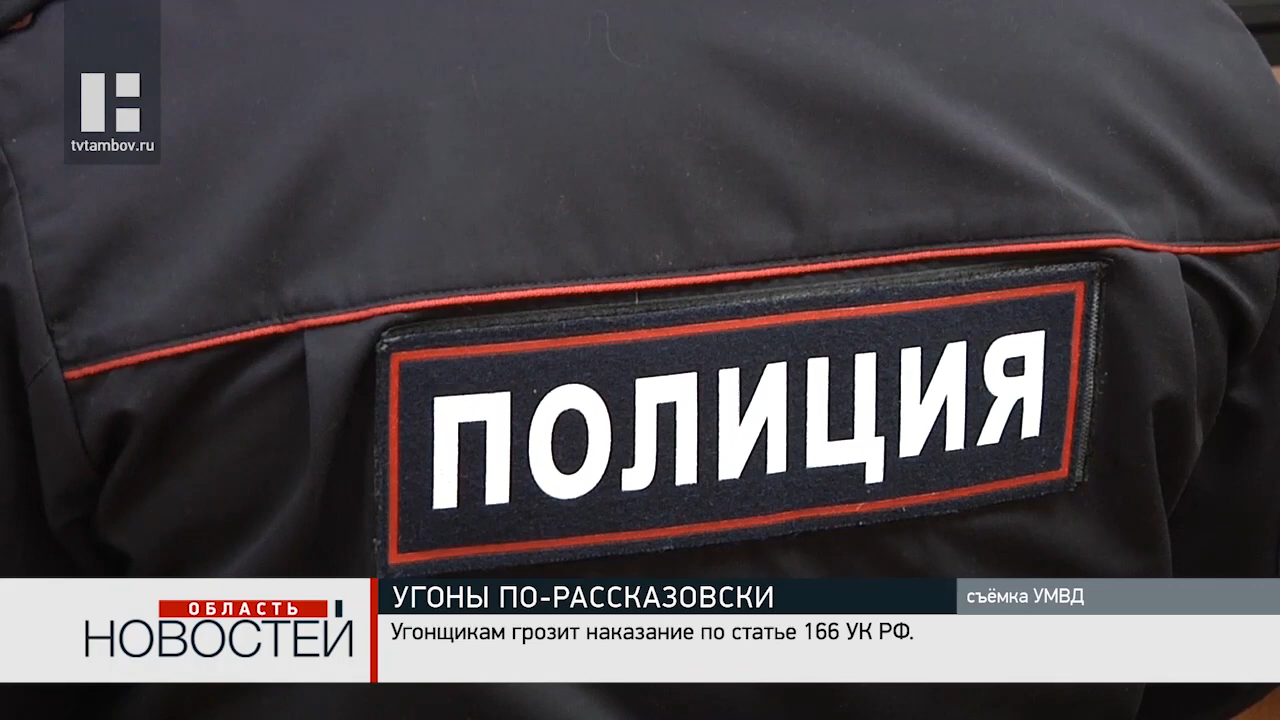 tvtambov.ru
ПОЛИЦИЯ
ОБЛАСТЬ
НОВОСТЕЙ
УГОНЫ ПО-РАССКАЗОВСКИ
съёмка УМВД
Угонщикам грозит наказание по статье 166 УК РФ.